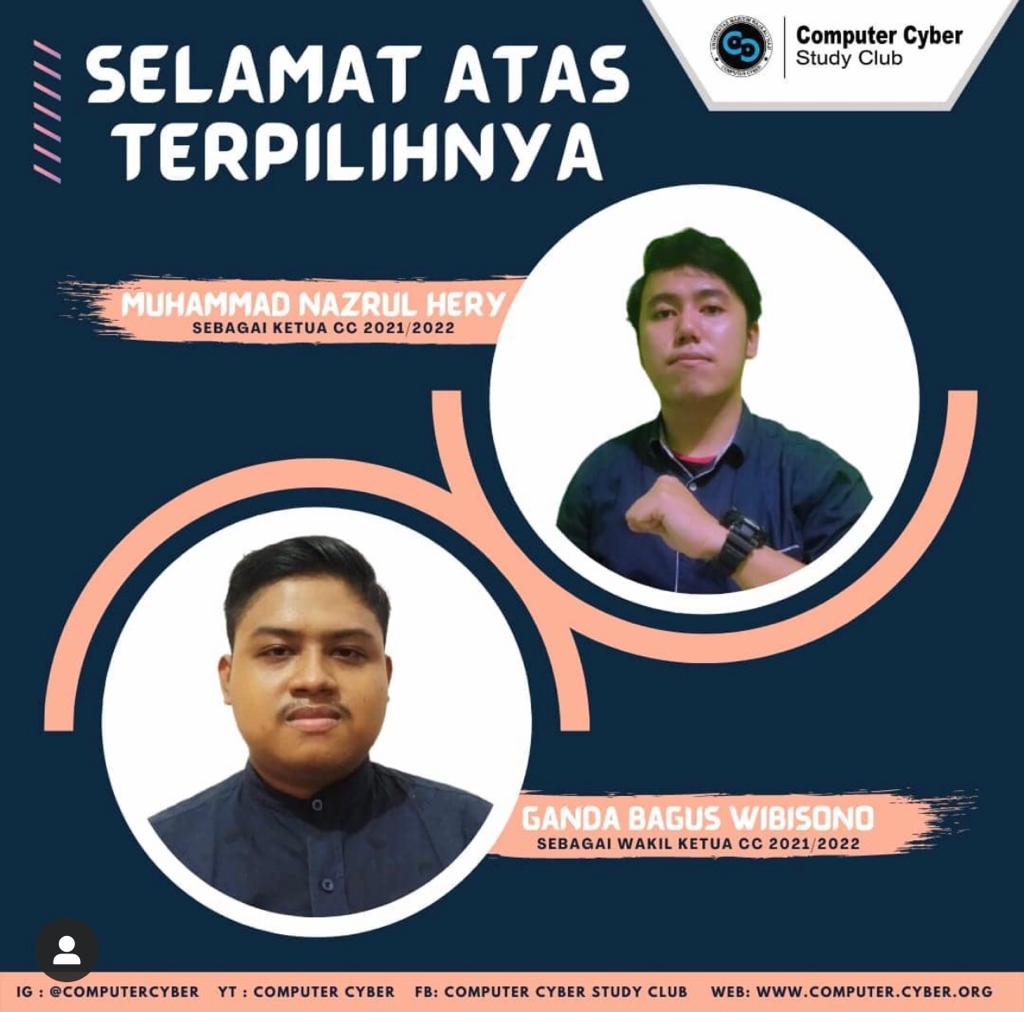 Computer Cyber
Study Club
SELAMAT ATAS
TERPILIHNYA
MUHAMMAD NAZRUL HERY
SEBAGAI KETUA CC 2021/2022
GANDA BAGUS WIBISONO
SEBAGAI WAKIL KETUA CC 2021/2022
IG : @COMPUTERCYBER YT : COMPUTER CYBER FB: COMPUTER CYBER STUDY CLUB WEB: WWW.COMPUTER.CYBER.ORG